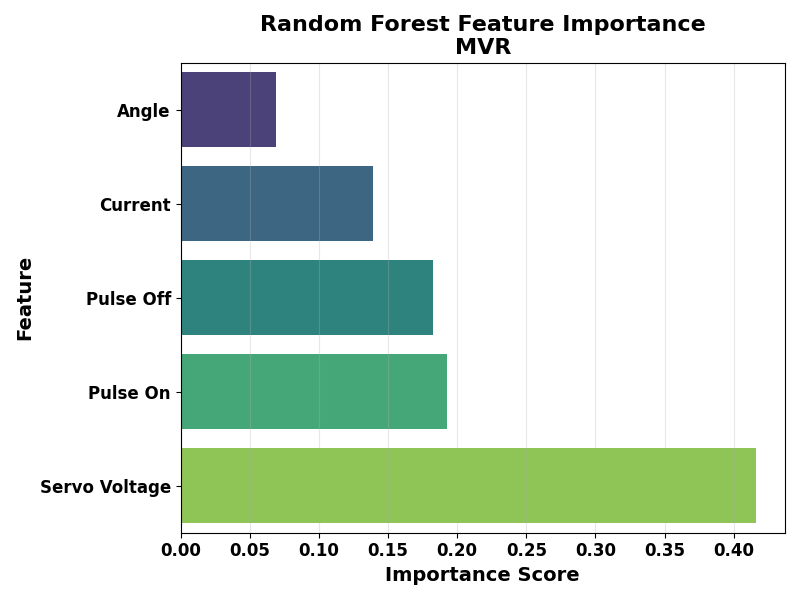 Random Forest Feature Importance
MVR
Feature
Angle
Current
Pulse Off
Pulse On
Servo Voltage
0.00 0.05 0.10 0.15 0.20 0.25 0.30 0.35 0.40
Importance Score